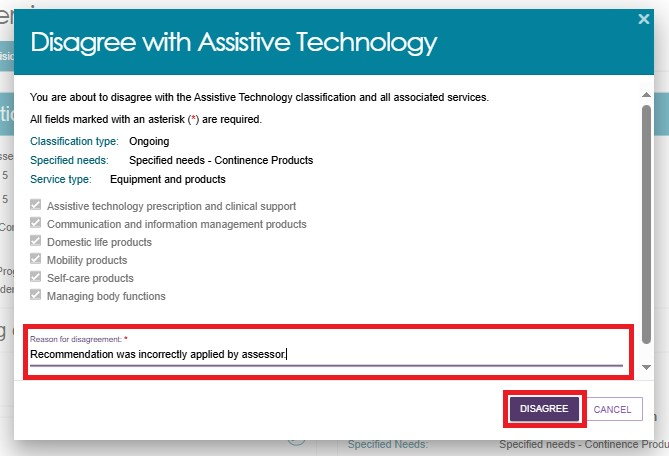 Disagree with Assistive Technology
You are about to disagree with the Assistive Technology classification and all associated services.
All fields marked with an asterisk (*) are required.
Classification type: Ongoing
Specified needs: Specified needs - Continence Products
Service type: Equipment and products
Assistive technology prescription and clinical support
Communication and information management products
Domestic life products
Mobility products
Self-care products
Managing body functions
Reason for disagreement: *
Recommendation was incorrectly applied by assessor.
DISAGREE CANCEL
Specified Needs: Specified needs - Continence Produ
5
5